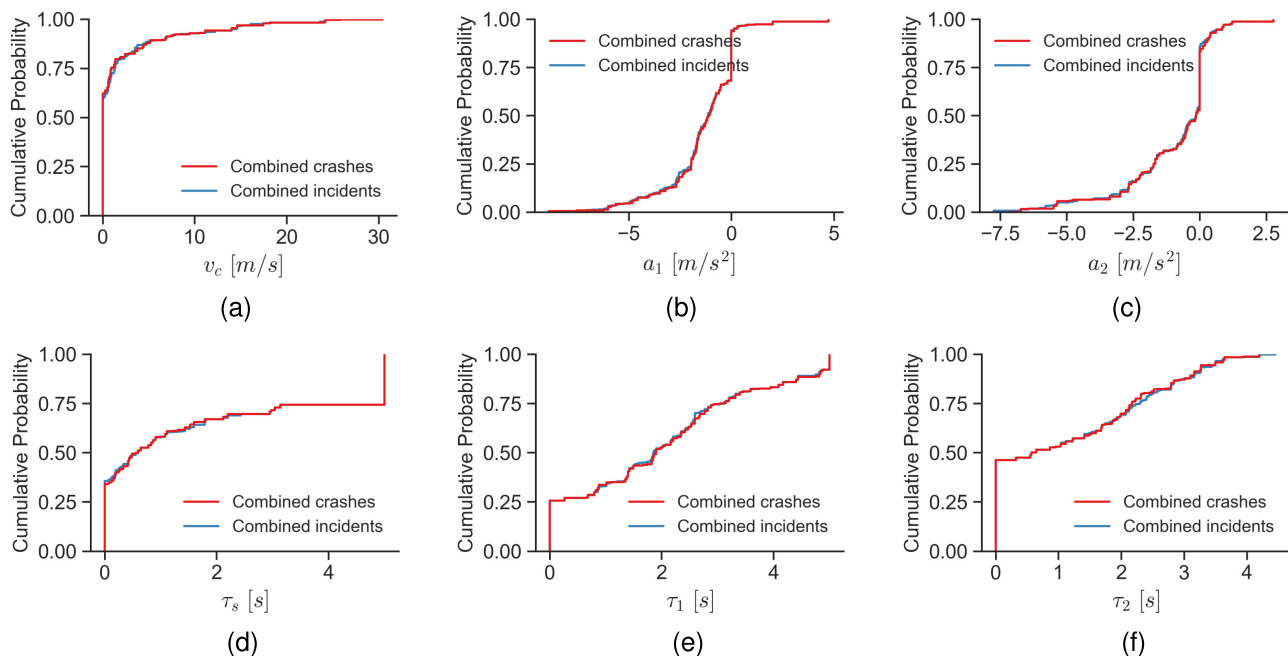 Cumulative Probability
1.00
0.75
0.50
0.25
0.00
Combined crashes
Combined incidents
0 10 20 30
v_c [m/s]
(a)
Cumulative Probability
1.00
0.75
0.50
0.25
0.00
Combined crashes
Combined incidents
−5 0 5
a_1 [m/s²]
(b)
Cumulative Probability
1.00
0.75
0.50
0.25
0.00
Combined crashes
Combined incidents
−7.5 −5.0 −2.5 0.0 2.5
a_2 [m/s²]
(c)
Cumulative Probability
1.00
0.75
0.50
0.25
0.00
Combined crashes
Combined incidents
0 2 4
τ_s [s]
(d)
Cumulative Probability
1.00
0.75
0.50
0.25
0.00
Combined crashes
Combined incidents
0 2 4
τ_1 [s]
(e)
Cumulative Probability
1.00
0.75
0.50
0.25
0.00
Combined crashes
Combined incidents
0 1 2 3 4
τ_2 [s]
(f)